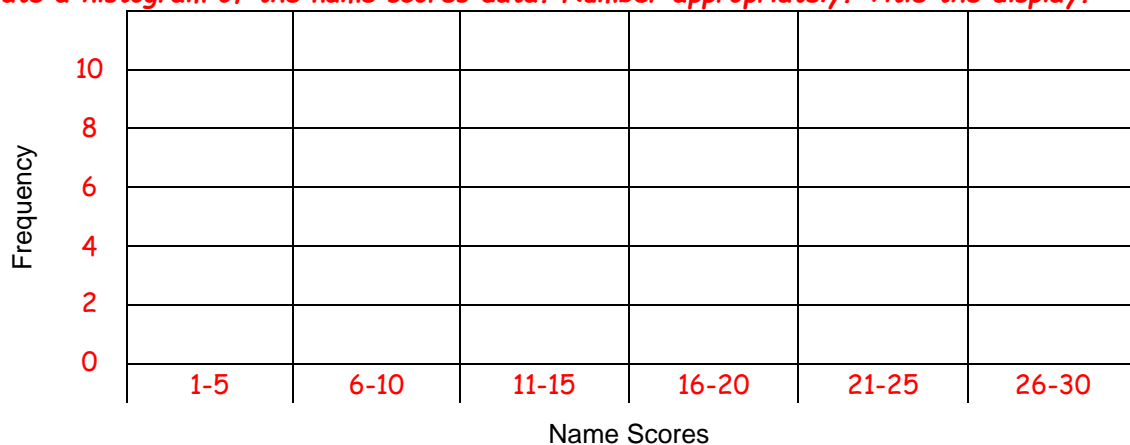 a histogram of the name scores data. Number appropriately. Title the display.
10
8
6
4
2
0
Frequency
1-5 6-10 11-15 16-20 21-25 26-30
Name Scores